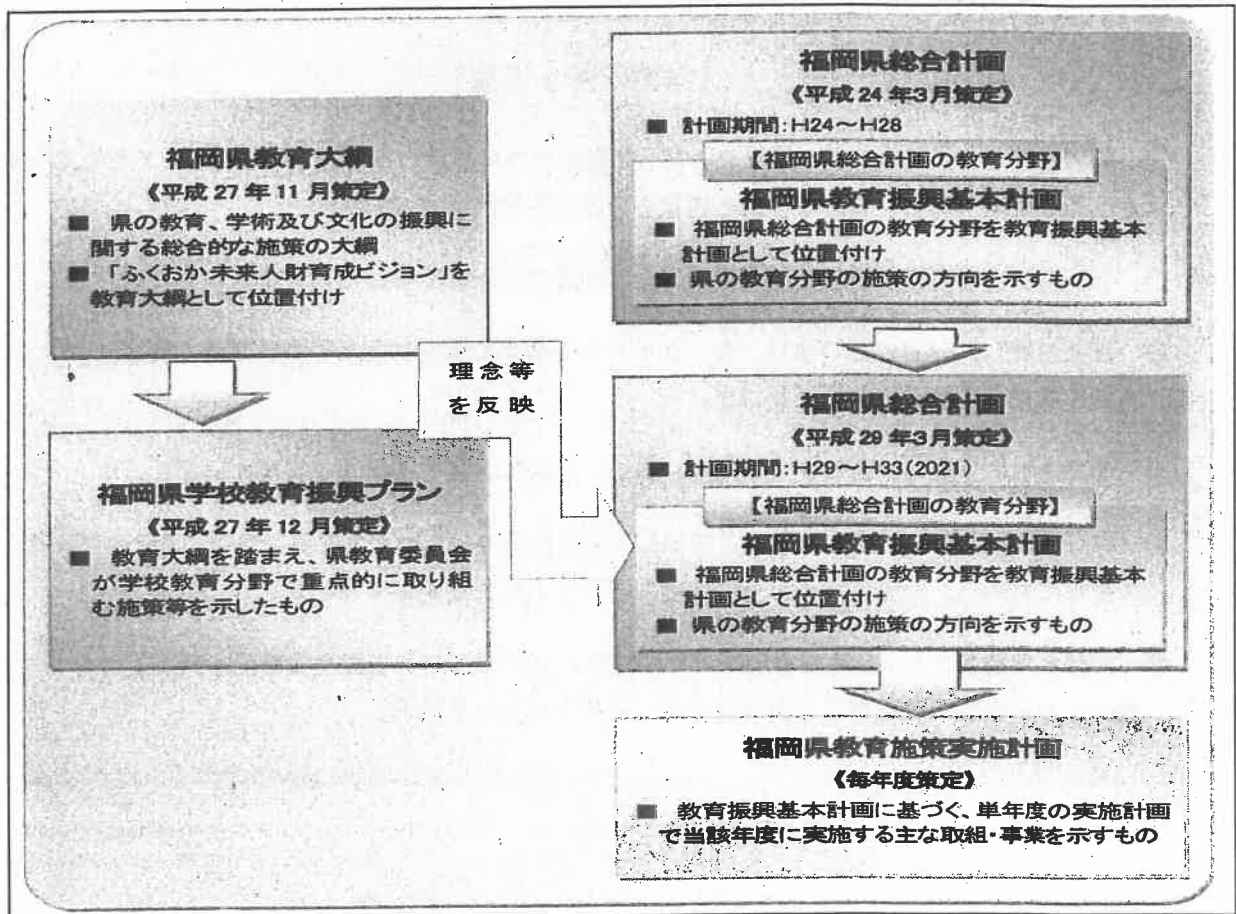 福岡県教育大綱
《平成 27 年 11 月策定》
■ 県の教育、学術及び文化の振興に
関する総合的な施策の大綱
■ 「ふくおか未来人財育成ビジョン」を
教育大綱として位置付け
福岡県学校教育振興プラン
《平成 27 年 12 月策定》
■ 教育大綱を踏まえ、県教育委員会
が学校教育分野で重点的に取り組
む施策等を示したもの
理念等
を反映
福岡県総合計画
《平成 24 年3月策定》
■ 計画期間:H24~H28
【福岡県総合計画の教育分野】
福岡県教育振興基本計画
■ 福岡県総合計画の教育分野を教育振興基本
計画として位置付け
■ 県の教育分野の施策の方向を示すもの
福岡県総合計画
《平成 29 年3月策定》
■ 計画期間:H29~H33(2021)
【福岡県総合計画の教育分野】
福岡県教育振興基本計画
■ 福岡県総合計画の教育分野を教育振興基本
計画として位置付け
■ 県の教育分野の施策の方向を示すもの
福岡県教育施策実施計画
《毎年度策定》
■ 教育振興基本計画に基づく、単年度の実施計画
で当該年度に実施する主な取組・事業を示すもの